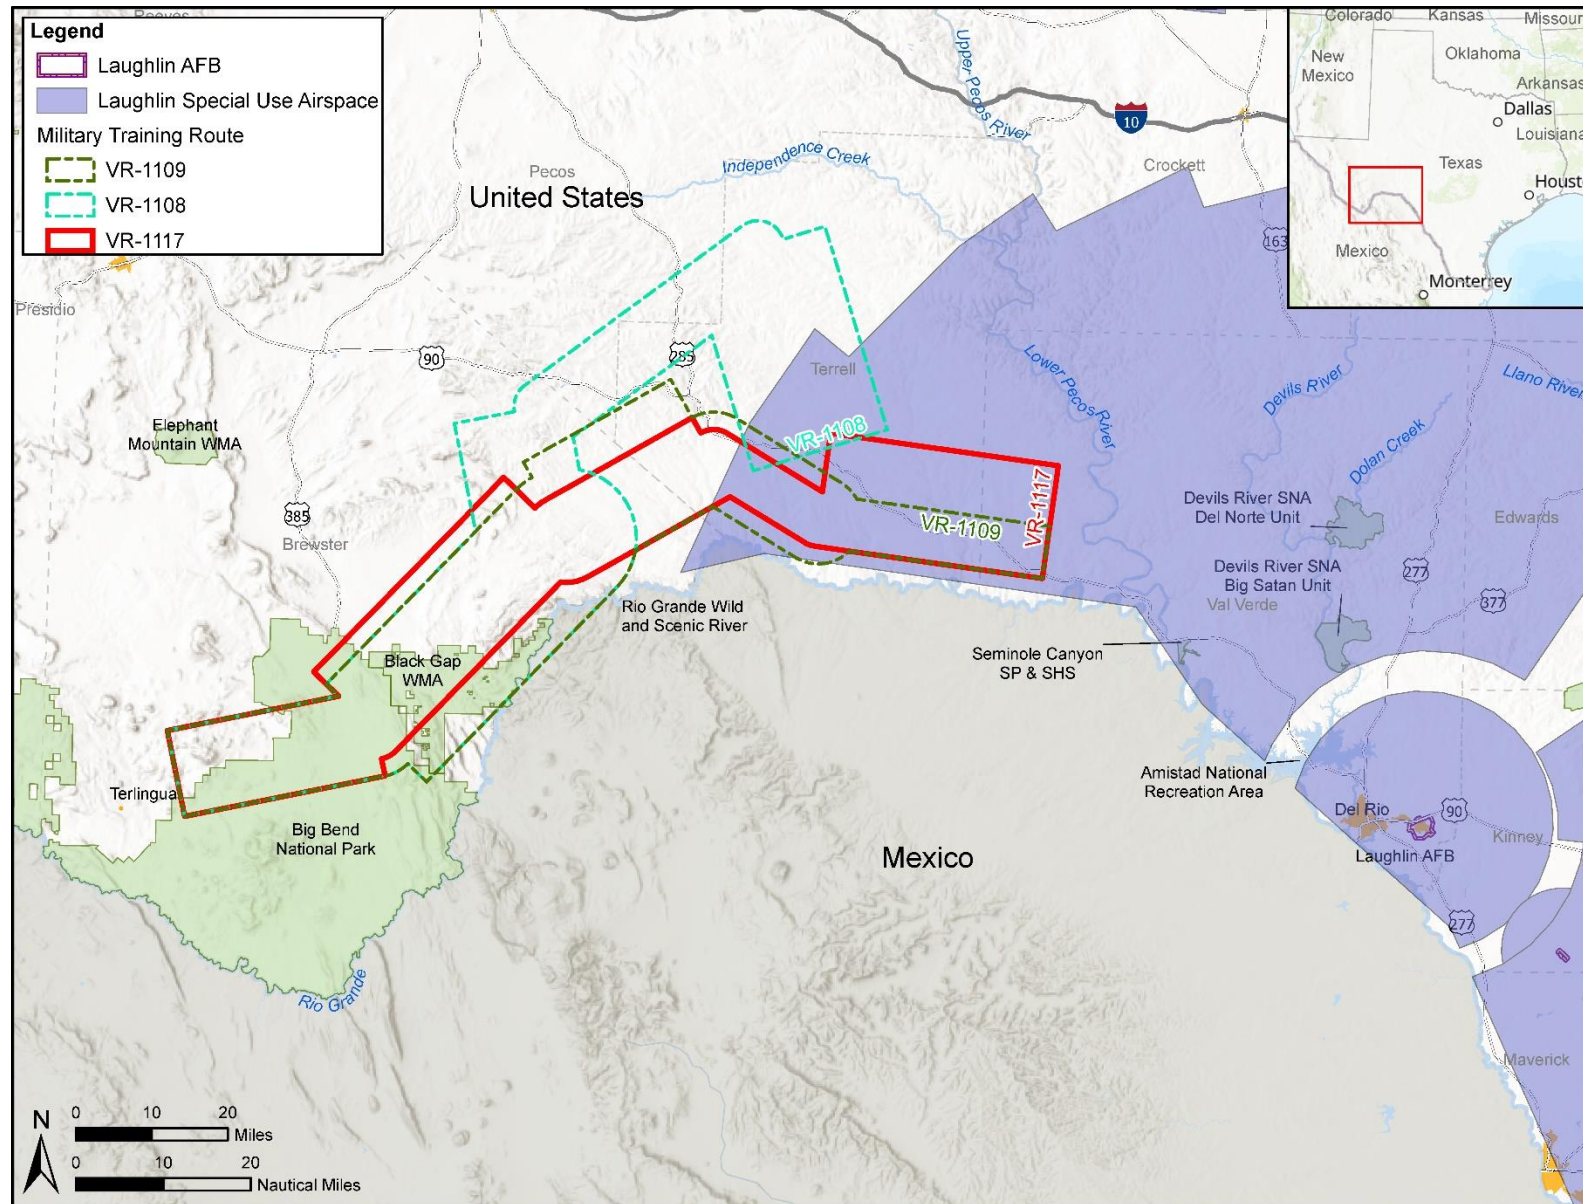 Legend
Laughlin AFB
Laughlin Special Use Airspace
Military Training Route
VR-1109
VR-1108
VR-1117
Colorado
Kansas
Missour
New
Mexico
Oklahoma
Arkansas
Dallas
Louisiana
Texas
Houst
Mexico
Monterrey
Upper Pecos River
10
Crockett
Independence Creek
Pecos
United States
163
Presidio
90
285
Terrell
Lower Pecos River
Devils River
Llano River
Dolan Creek
VR-1108
Elephant
Mountain WMA
385
Brewster
VR-1109
VR-1117
Devils River SNA
Del Norte Unit
Edwards
Devils River SNA
Big Satan Unit
277
377
Val Verde
Rio Grande Wild
and Scenic River
Black Gap
WMA
Seminole Canyon
SP & SHS
Terlingua
Amistad National
Recreation Area
Big Bend
National Park
Del Rio
90
Kinney
Laughlin AFB
Mexico
277
Rio Grande
Maverick
N
0 10 20
Miles
0 10 20
Nautical Miles